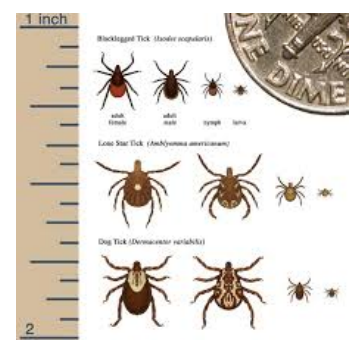 1 inch
Blacklegged Tick (Ixodes scapularis)
ONE DIME
adult female
adult male
nymph
larva
Lone Star Tick (Amblyomma americanum)
Dog Tick (Dermacentor variabilis)
2